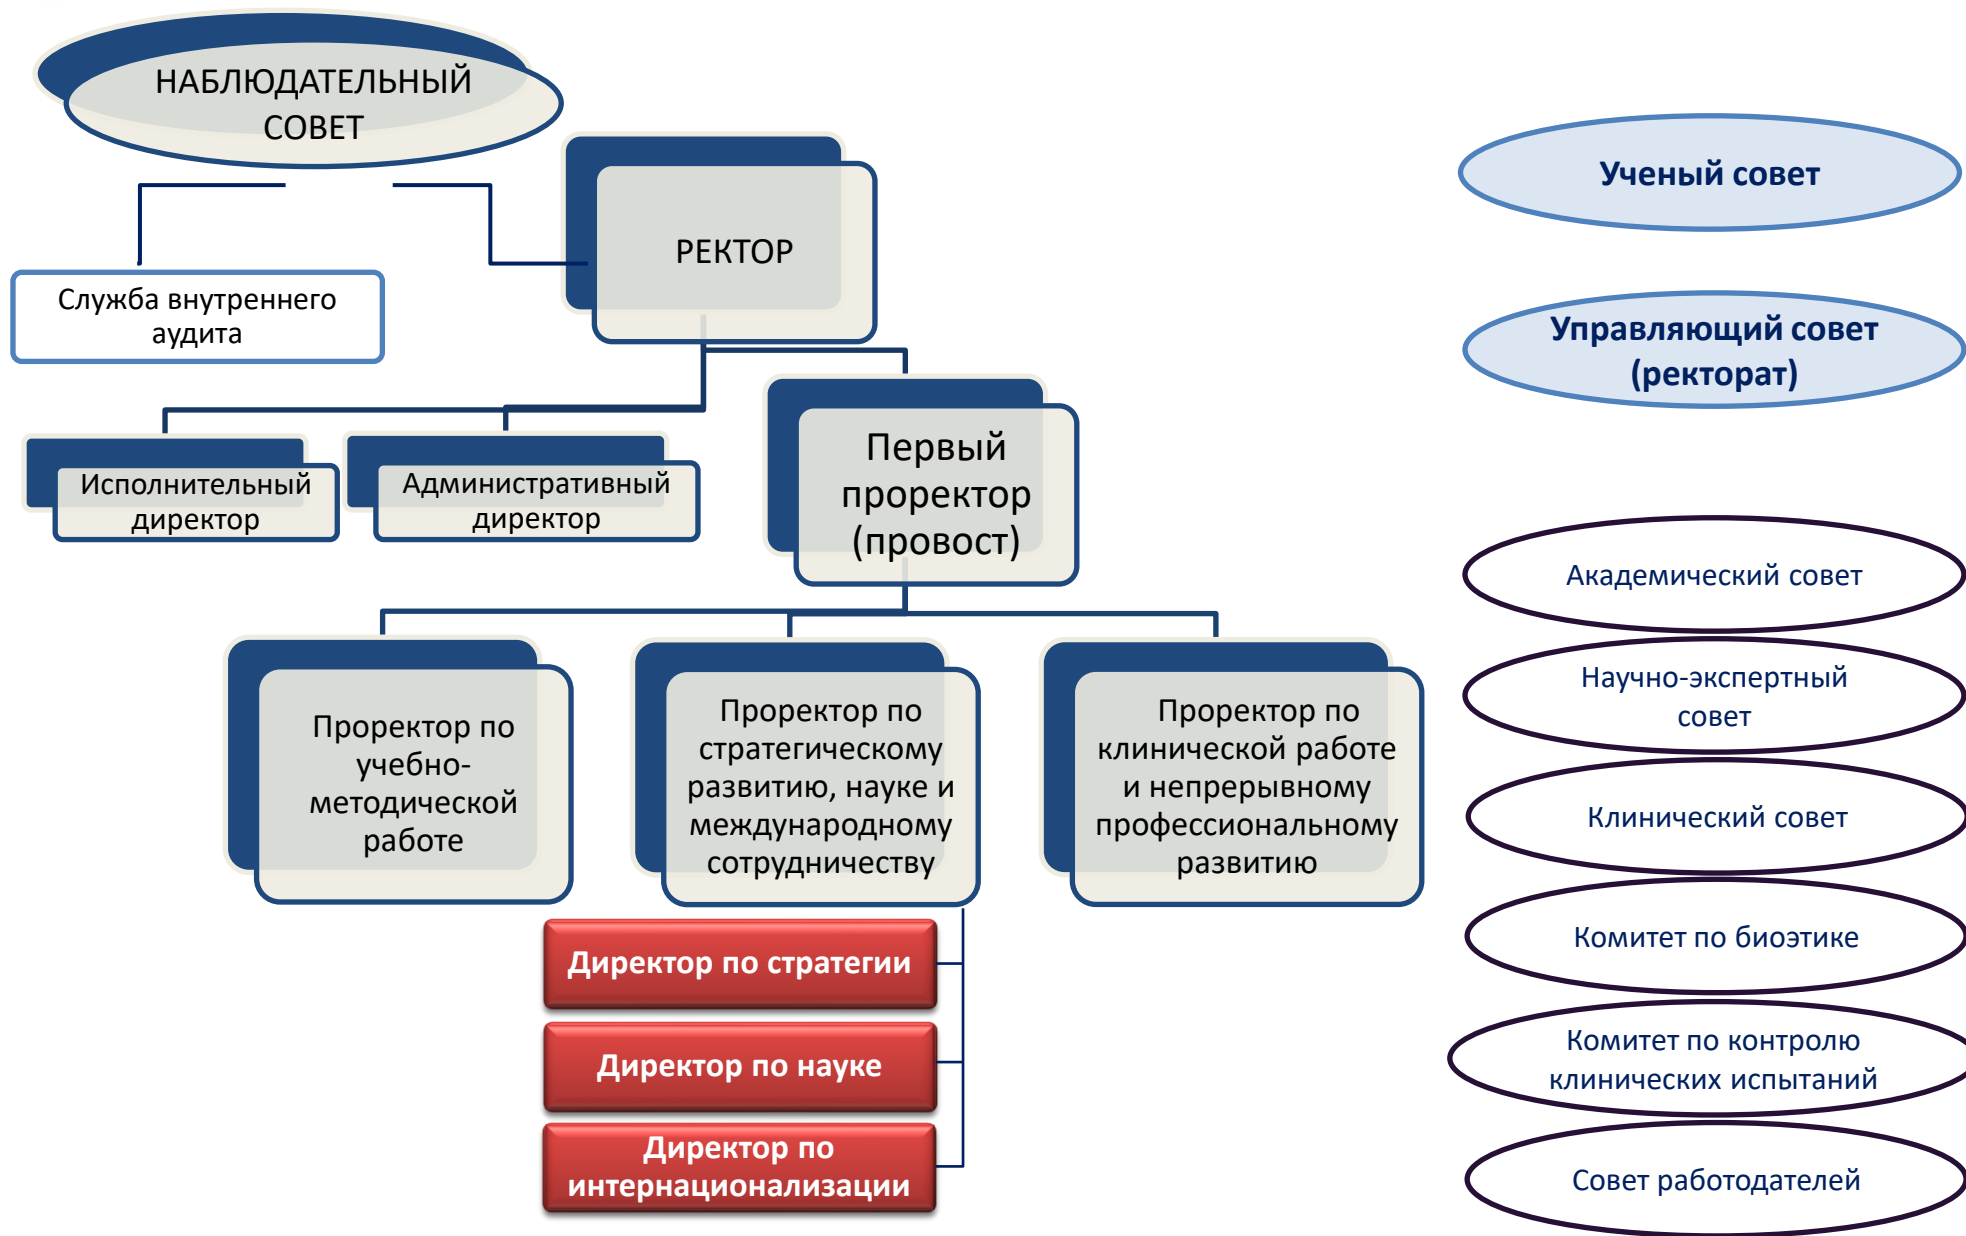 НАБЛЮДАТЕЛЬНЫЙ
СОВЕТ
РЕКТОР
Служба внутреннего
аудита
Исполнительный
директор
Административный
директор
Первый
проректор
(провост)
Проректор по
учебно-
методической
работе
Проректор по
стратегическому
развитию, науке и
международному
сотрудничеству
Проректор по
клинической работе
и непрерывному
профессиональному
развитию
Директор по стратегии
Директор по науке
Директор по
интернационализации
Ученый совет
Управляющий совет
(ректорат)
Академический совет
Научно-экспертный
совет
Клинический совет
Комитет по биоэтике
Комитет по контролю
клинических испытаний
Совет работодателей